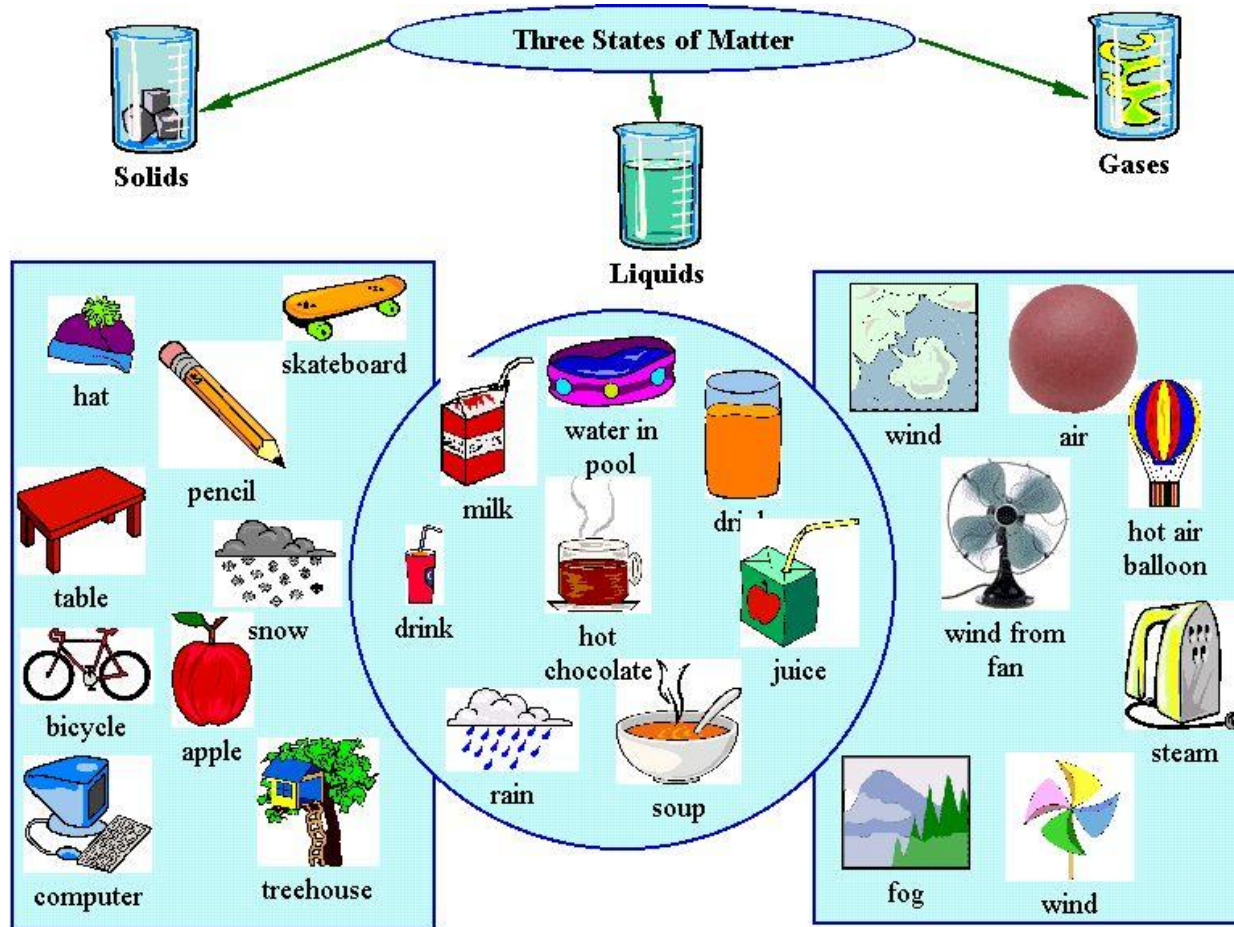 Three States of Matter
Solids
Liquids
Gases
hat
skateboard
pencil
table
snow
bicycle
apple
computer
treehouse
milk
water in
pool
drink
hot
chocolate
juice
rain
soup
wind
air
hot air
balloon
wind from
fan
steam
fog
wind